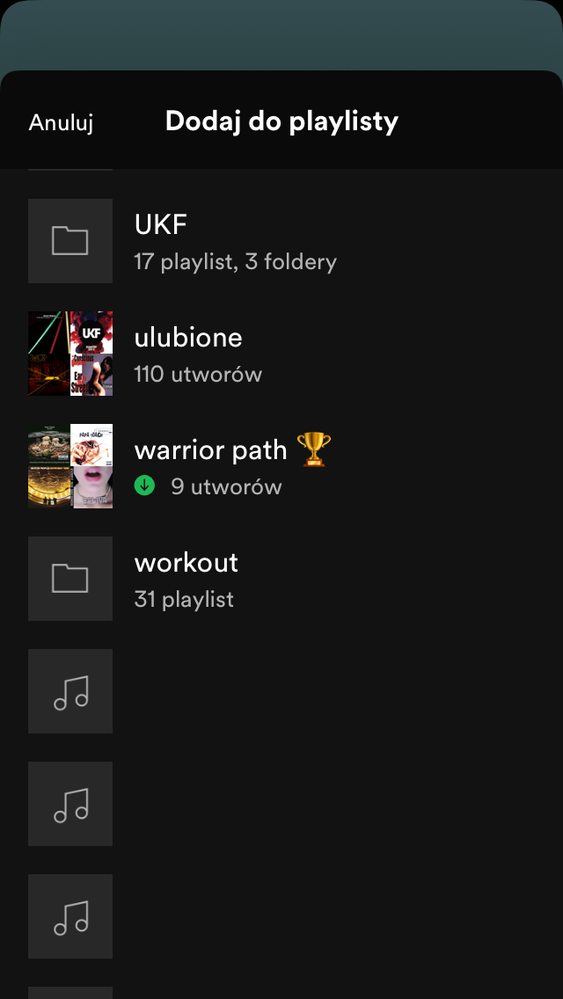 Anuluj
Dodaj do playlisty
UKF
17 playlist, 3 foldery
UKF
ulubione
110 utworów
warrior path 🏆
9 utworów
workout
31 playlist